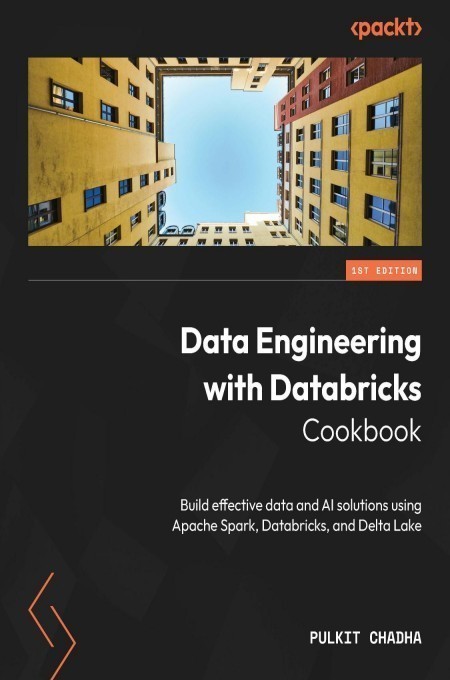 <packt>
1ST EDITION
Data Engineering
with Databricks
Cookbook
Build effective data and AI solutions using
Apache Spark, Databricks, and Delta Lake
PULKIT CHADHA